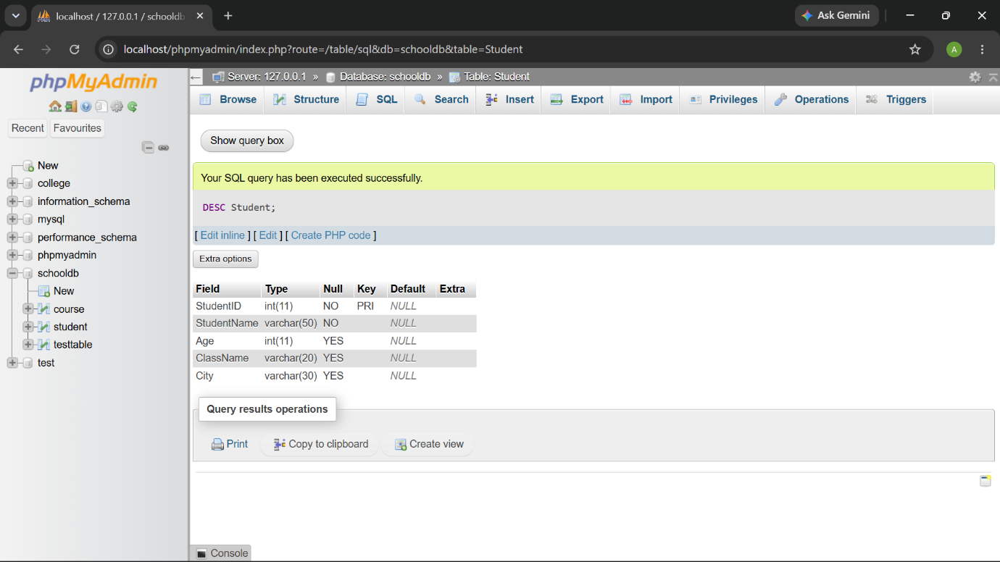 localhost / 127.0.0.1 / schooldb
Ask Gemini
localhost/phpmyadmin/index.php?route=/table/sql&db=schooldb&table=Student
A
phpMyAdmin
Recent Favourites
New
college
information_schema
mysql
performance_schema
phpmyadmin
schooldb
New
course
student
testtable
test
Server: 127.0.0.1 » Database: schooldb » Table: Student
Browse Structure SQL Search Insert Export Import Privileges Operations Triggers
Show query box
Your SQL query has been executed successfully.
DESC Student;
[ Edit inline ] [ Edit ] [ Create PHP code ]
Extra options
Field Type Null Key Default Extra
StudentID int(11) NO PRI NULL
StudentName varchar(50) NO NULL
Age int(11) YES NULL
ClassName varchar(20) YES NULL
City varchar(30) YES NULL
Query results operations
Print Copy to clipboard Create view
Console